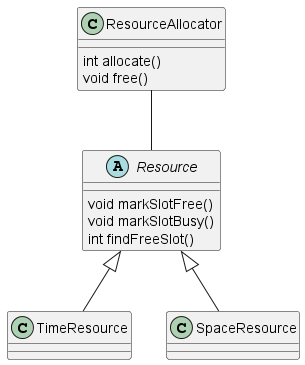 C ResourceAllocator
int allocate()
void free()
A Resource
void markSlotFree()
void markSlotBusy()
int findFreeSlot()
C TimeResource
C SpaceResource